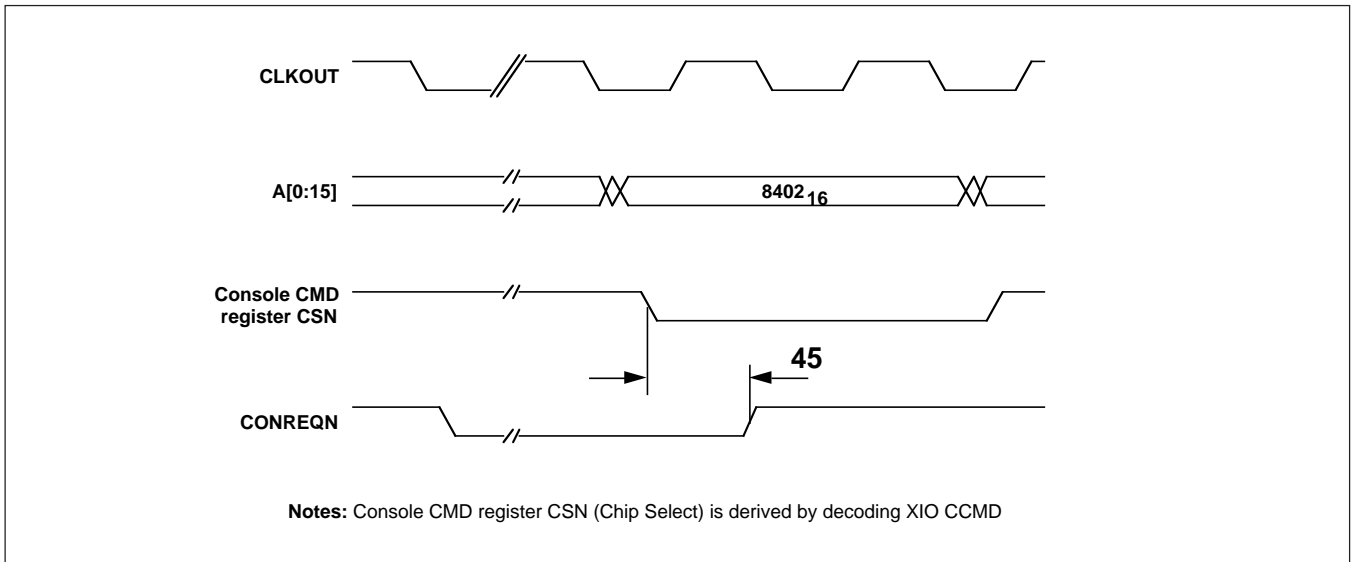 CLKOUT
A[0:15]
8402 16
Console CMD
register CSN
45
CONREQN
Notes: Console CMD register CSN (Chip Select) is derived by decoding XIO CCMD